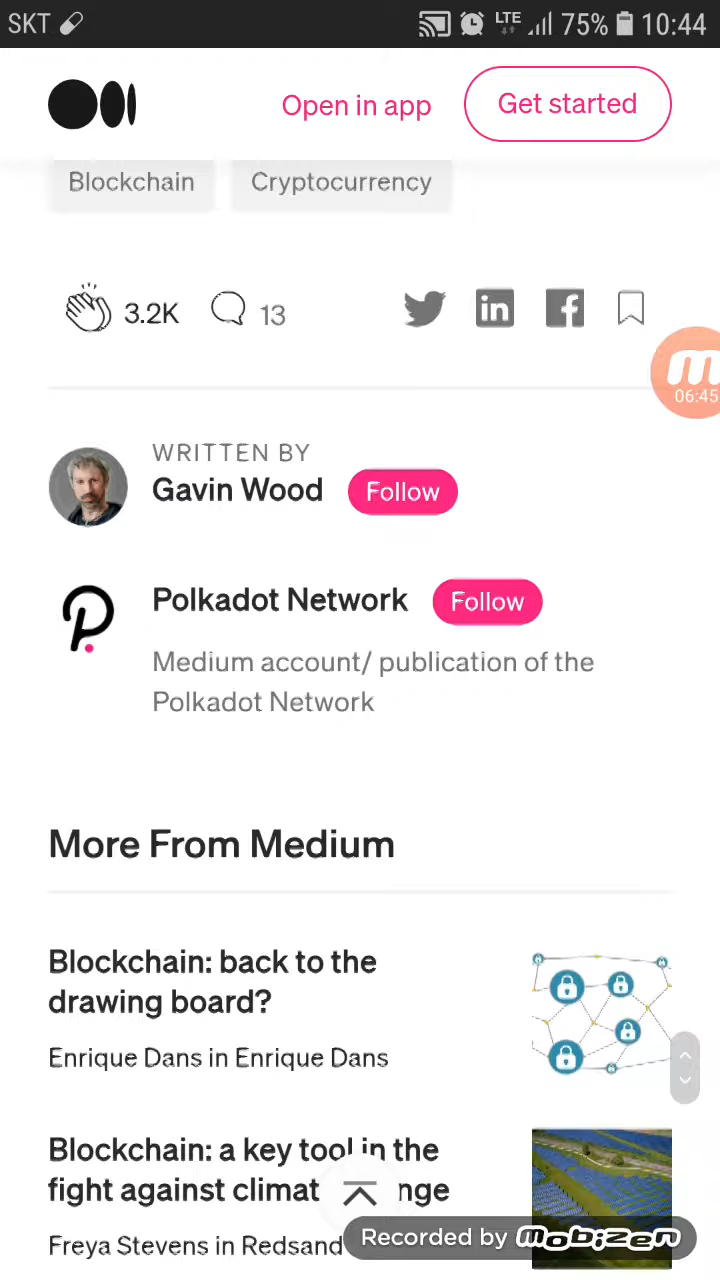 SKT LTE 75% 10:44
Open in app Get started
Blockchain Cryptocurrency
3.2K 13
06:45
WRITTEN BY
Gavin Wood Follow
Polkadot Network Follow
Medium account/ publication of the
Polkadot Network
More From Medium
Blockchain: back to the
drawing board?
Enrique Dans in Enrique Dans
Blockchain: a key tool in the
fight against climat nge
Freya Stevens in Redsand
Recorded by mobizen